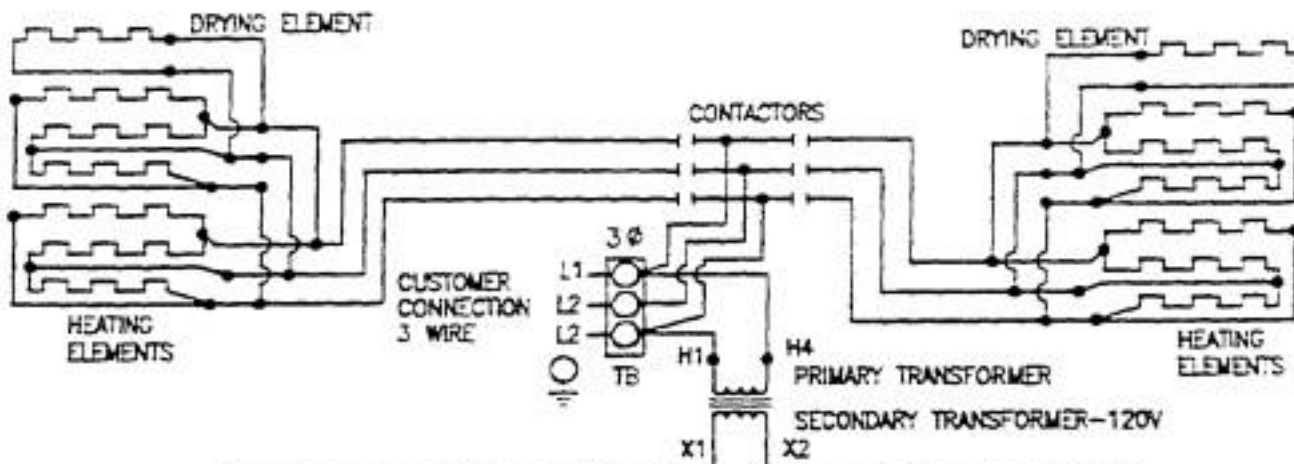 DRYING ELEMENT
DRYING ELEMENT
CONTACTORS
3Ø
L1
L2
L2
CUSTOMER
CONNECTION
3 WIRE
TB
HEATING
ELEMENTS
H1
H4
PRIMARY TRANSFORMER
SECONDARY TRANSFORMER-120V
X1
X2
HEATING
ELEMENTS